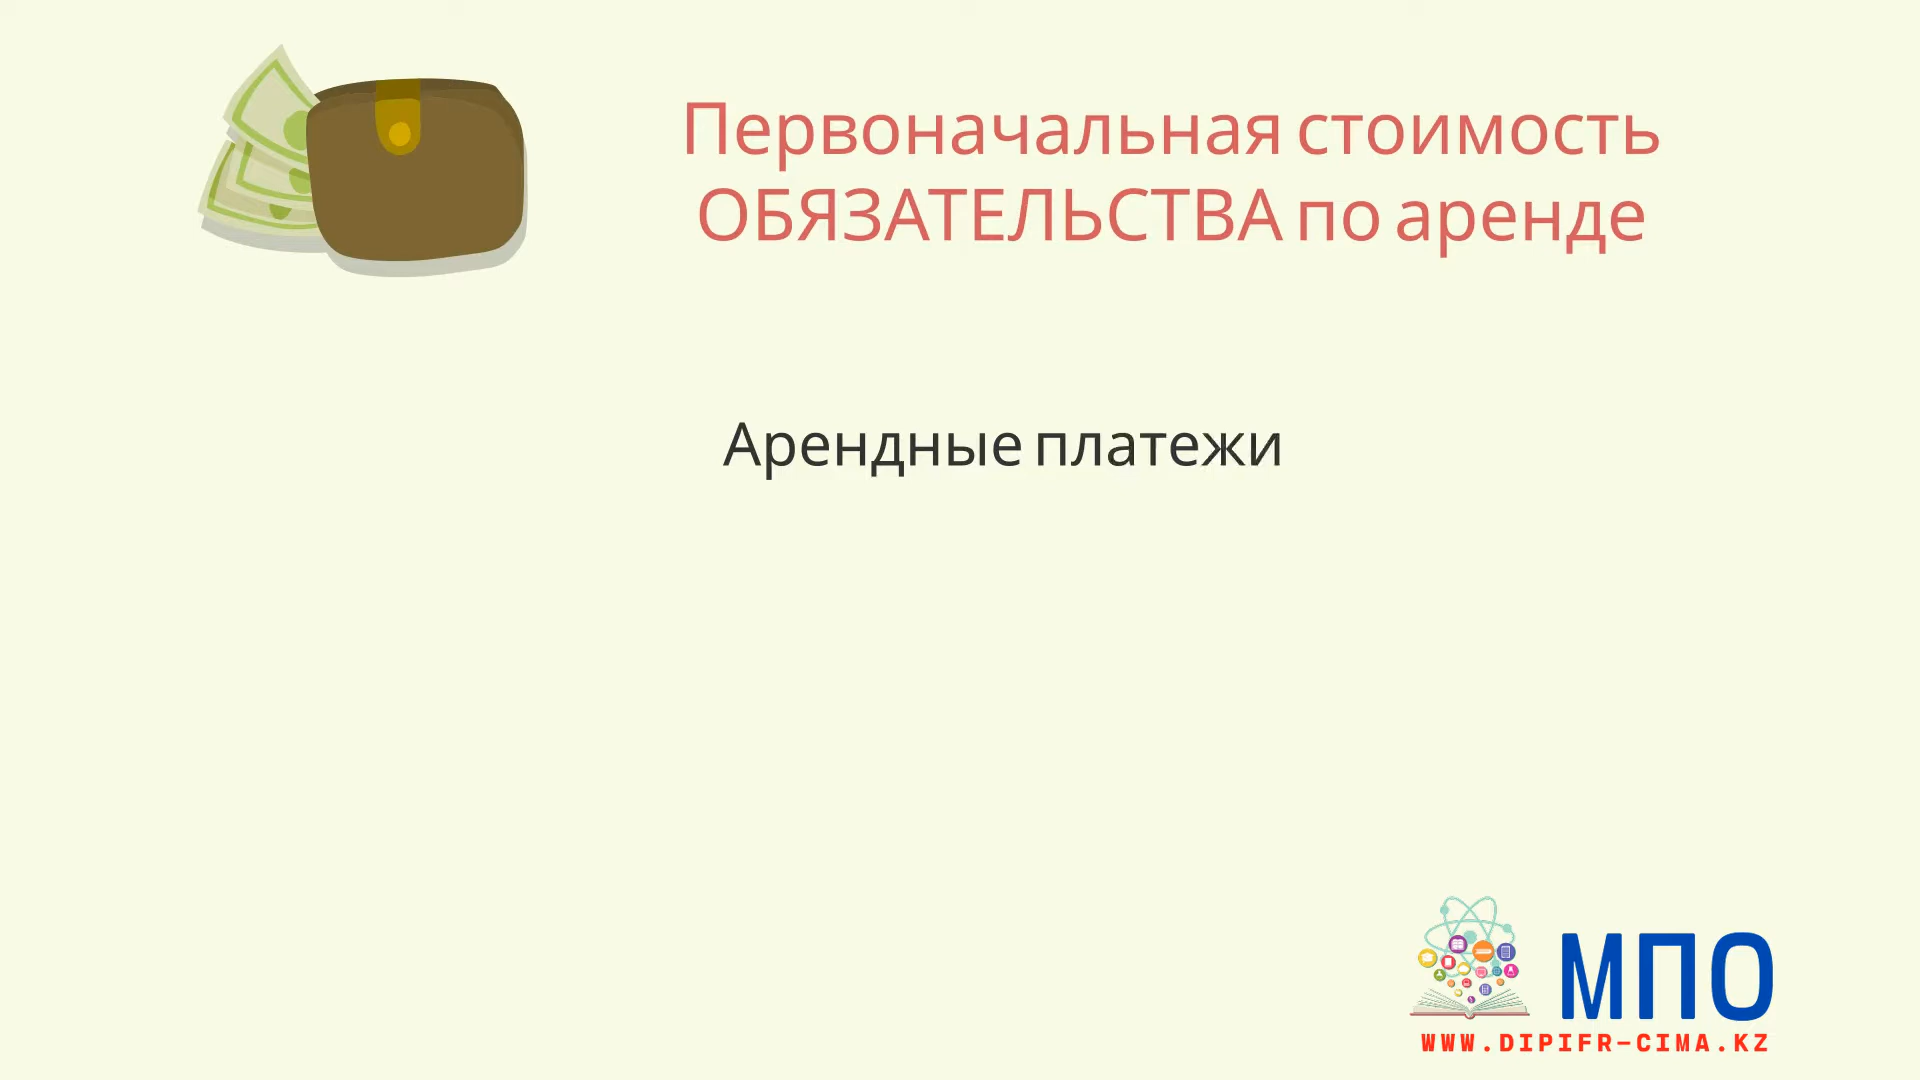 Первоначальная стоимость
ОБЯЗАТЕЛЬСТВА по аренде
Арендные платежи
МПО
WWW.DIPIFR-CIMA.KZ